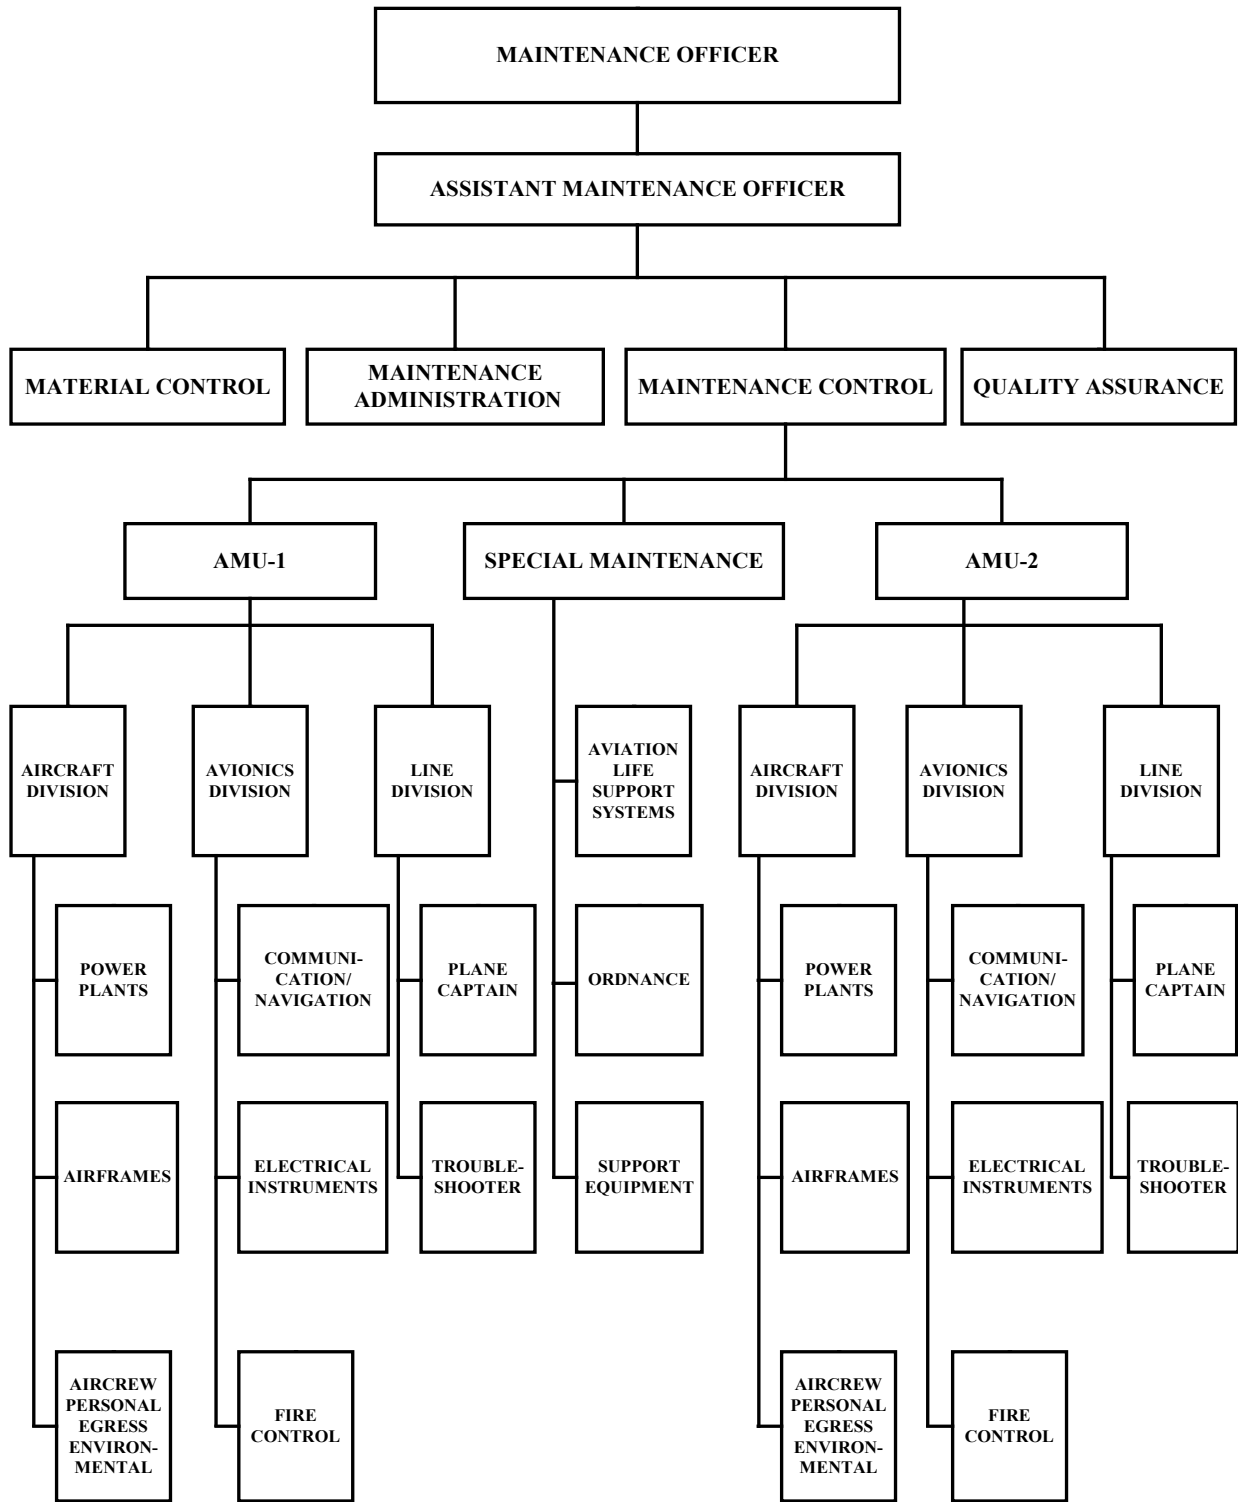 MAINTENANCE OFFICER
ASSISTANT MAINTENANCE OFFICER
MATERIAL CONTROL
MAINTENANCE
ADMINISTRATION
MAINTENANCE CONTROL
QUALITY ASSURANCE
AMU-1
SPECIAL MAINTENANCE
AMU-2
AIRCRAFT
DIVISION
AVIONICS
DIVISION
LINE
DIVISION
AVIATION
LIFE
SUPPORT
SYSTEMS
AIRCRAFT
DIVISION
AVIONICS
DIVISION
LINE
DIVISION
POWER
PLANTS
COMMUNI-
CATION/
NAVIGATION
PLANE
CAPTAIN
ORDNANCE
POWER
PLANTS
COMMUNI-
CATION/
NAVIGATION
PLANE
CAPTAIN
AIRFRAMES
ELECTRICAL
INSTRUMENTS
TROUBLE-
SHOOTER
SUPPORT
EQUIPMENT
AIRFRAMES
ELECTRICAL
INSTRUMENTS
TROUBLE-
SHOOTER
AIRCREW
PERSONAL
EGRESS
ENVIRON-
MENTAL
FIRE
CONTROL
AIRCREW
PERSONAL
EGRESS
ENVIRON-
MENTAL
FIRE
CONTROL